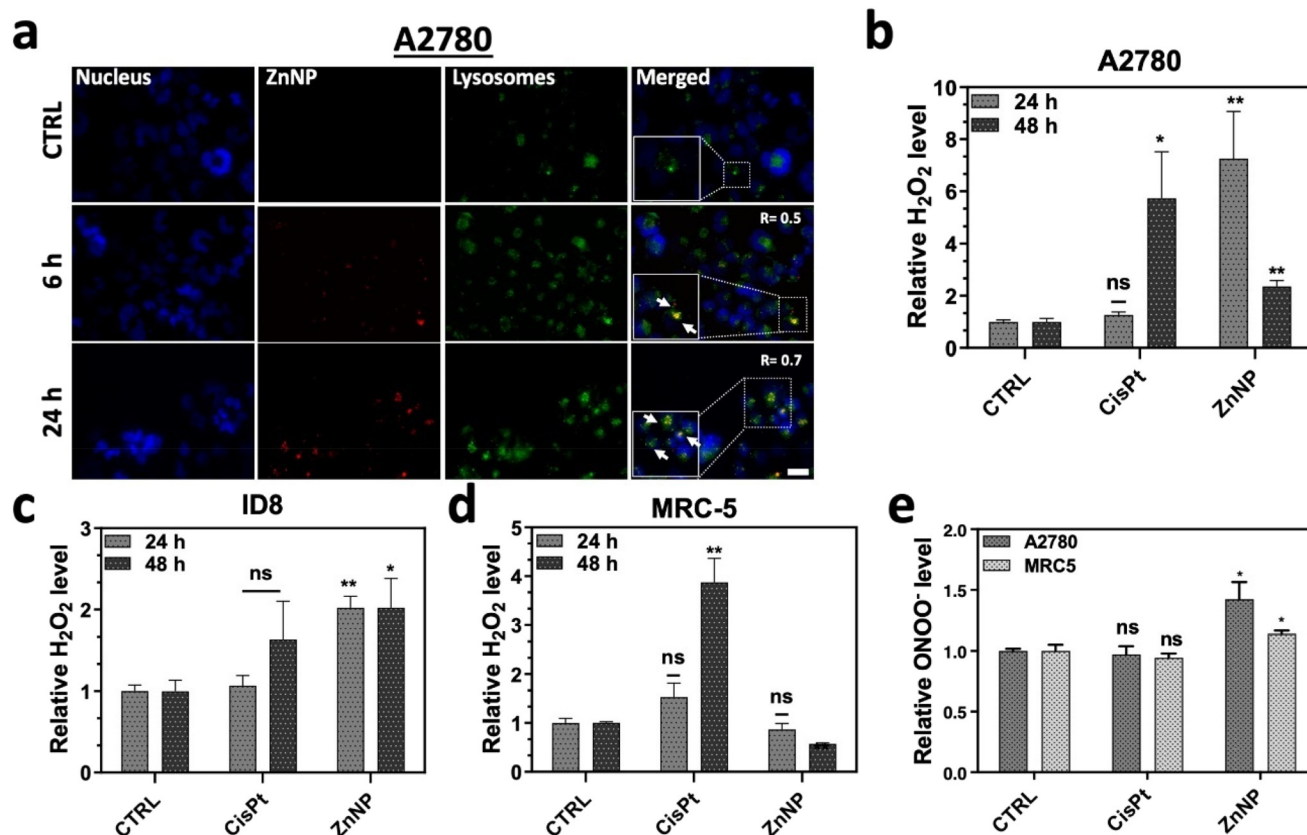 a
A2780
Nucleus ZnNP Lysosomes Merged
CTRL
6 h
R= 0.5
24 h
R= 0.7
b
A2780
24 h
48 h
Relative H₂O₂ level
10
8
6
4
2
0
ns
*
**
**
CTRL CisPt ZnNP
c
ID8
24 h
48 h
Relative H₂O₂ level
3
2
1
0
ns
**
*
CTRL CisPt ZnNP
d
MRC-5
24 h
48 h
Relative H₂O₂ level
5
4
3
2
1
0
ns
**
ns
**
CTRL CisPt ZnNP
e
A2780
MRC5
Relative ONOO⁻ level
2.0
1.5
1.0
0.5
0.0
ns
ns
*
*
CTRL CisPt ZnNP